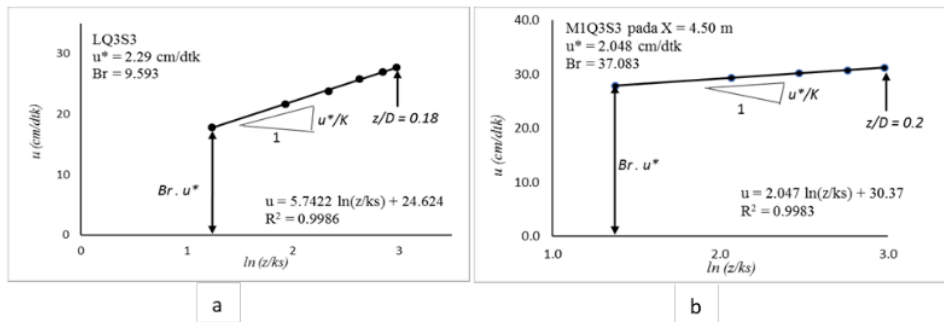 LQ3S3
u* = 2.29 cm/dtk
Br = 9.593
u (cm/dtk)
30
20
10
0
u*/K
1
z/D = 0.18
Br . u*
u = 5.7422 ln(z/ks) + 24.624
R² = 0.9986
0
1
2
3
ln (z/ks)
a
M1Q3S3 pada X = 4.50 m
u* = 2.048 cm/dtk
Br = 37.083
u (cm/dtk)
40.0
30.0
20.0
10.0
0.0
u*/K
1
z/D = 0.2
Br . u*
u = 2.047 ln(z/ks) + 30.37
R² = 0.9983
1.0
2.0
3.0
ln (z/ks)
b